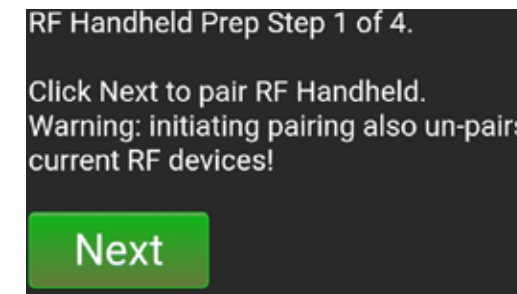 RF Handheld Prep Step 1 of 4.
Click Next to pair RF Handheld.
Warning: initiating pairing also un-pairs
current RF devices!
Next